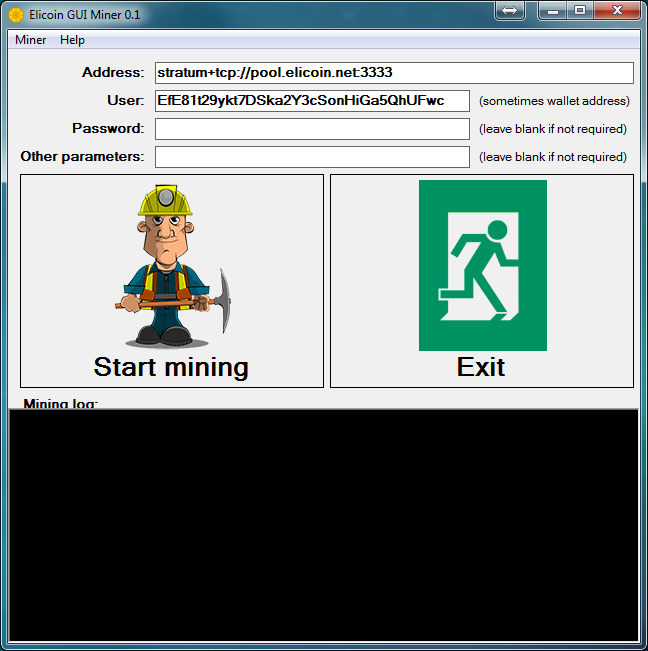 Elicoin GUI Miner 0.1
Miner Help
Address: stratum+tcp://pool.elicoin.net:3333
User: EfE81t29ykt7DSka2Y3cSonHiGa5QhUFwc (sometimes wallet address)
Password: (leave blank if not required)
Other parameters: (leave blank if not required)
Start mining Exit
Mining log: